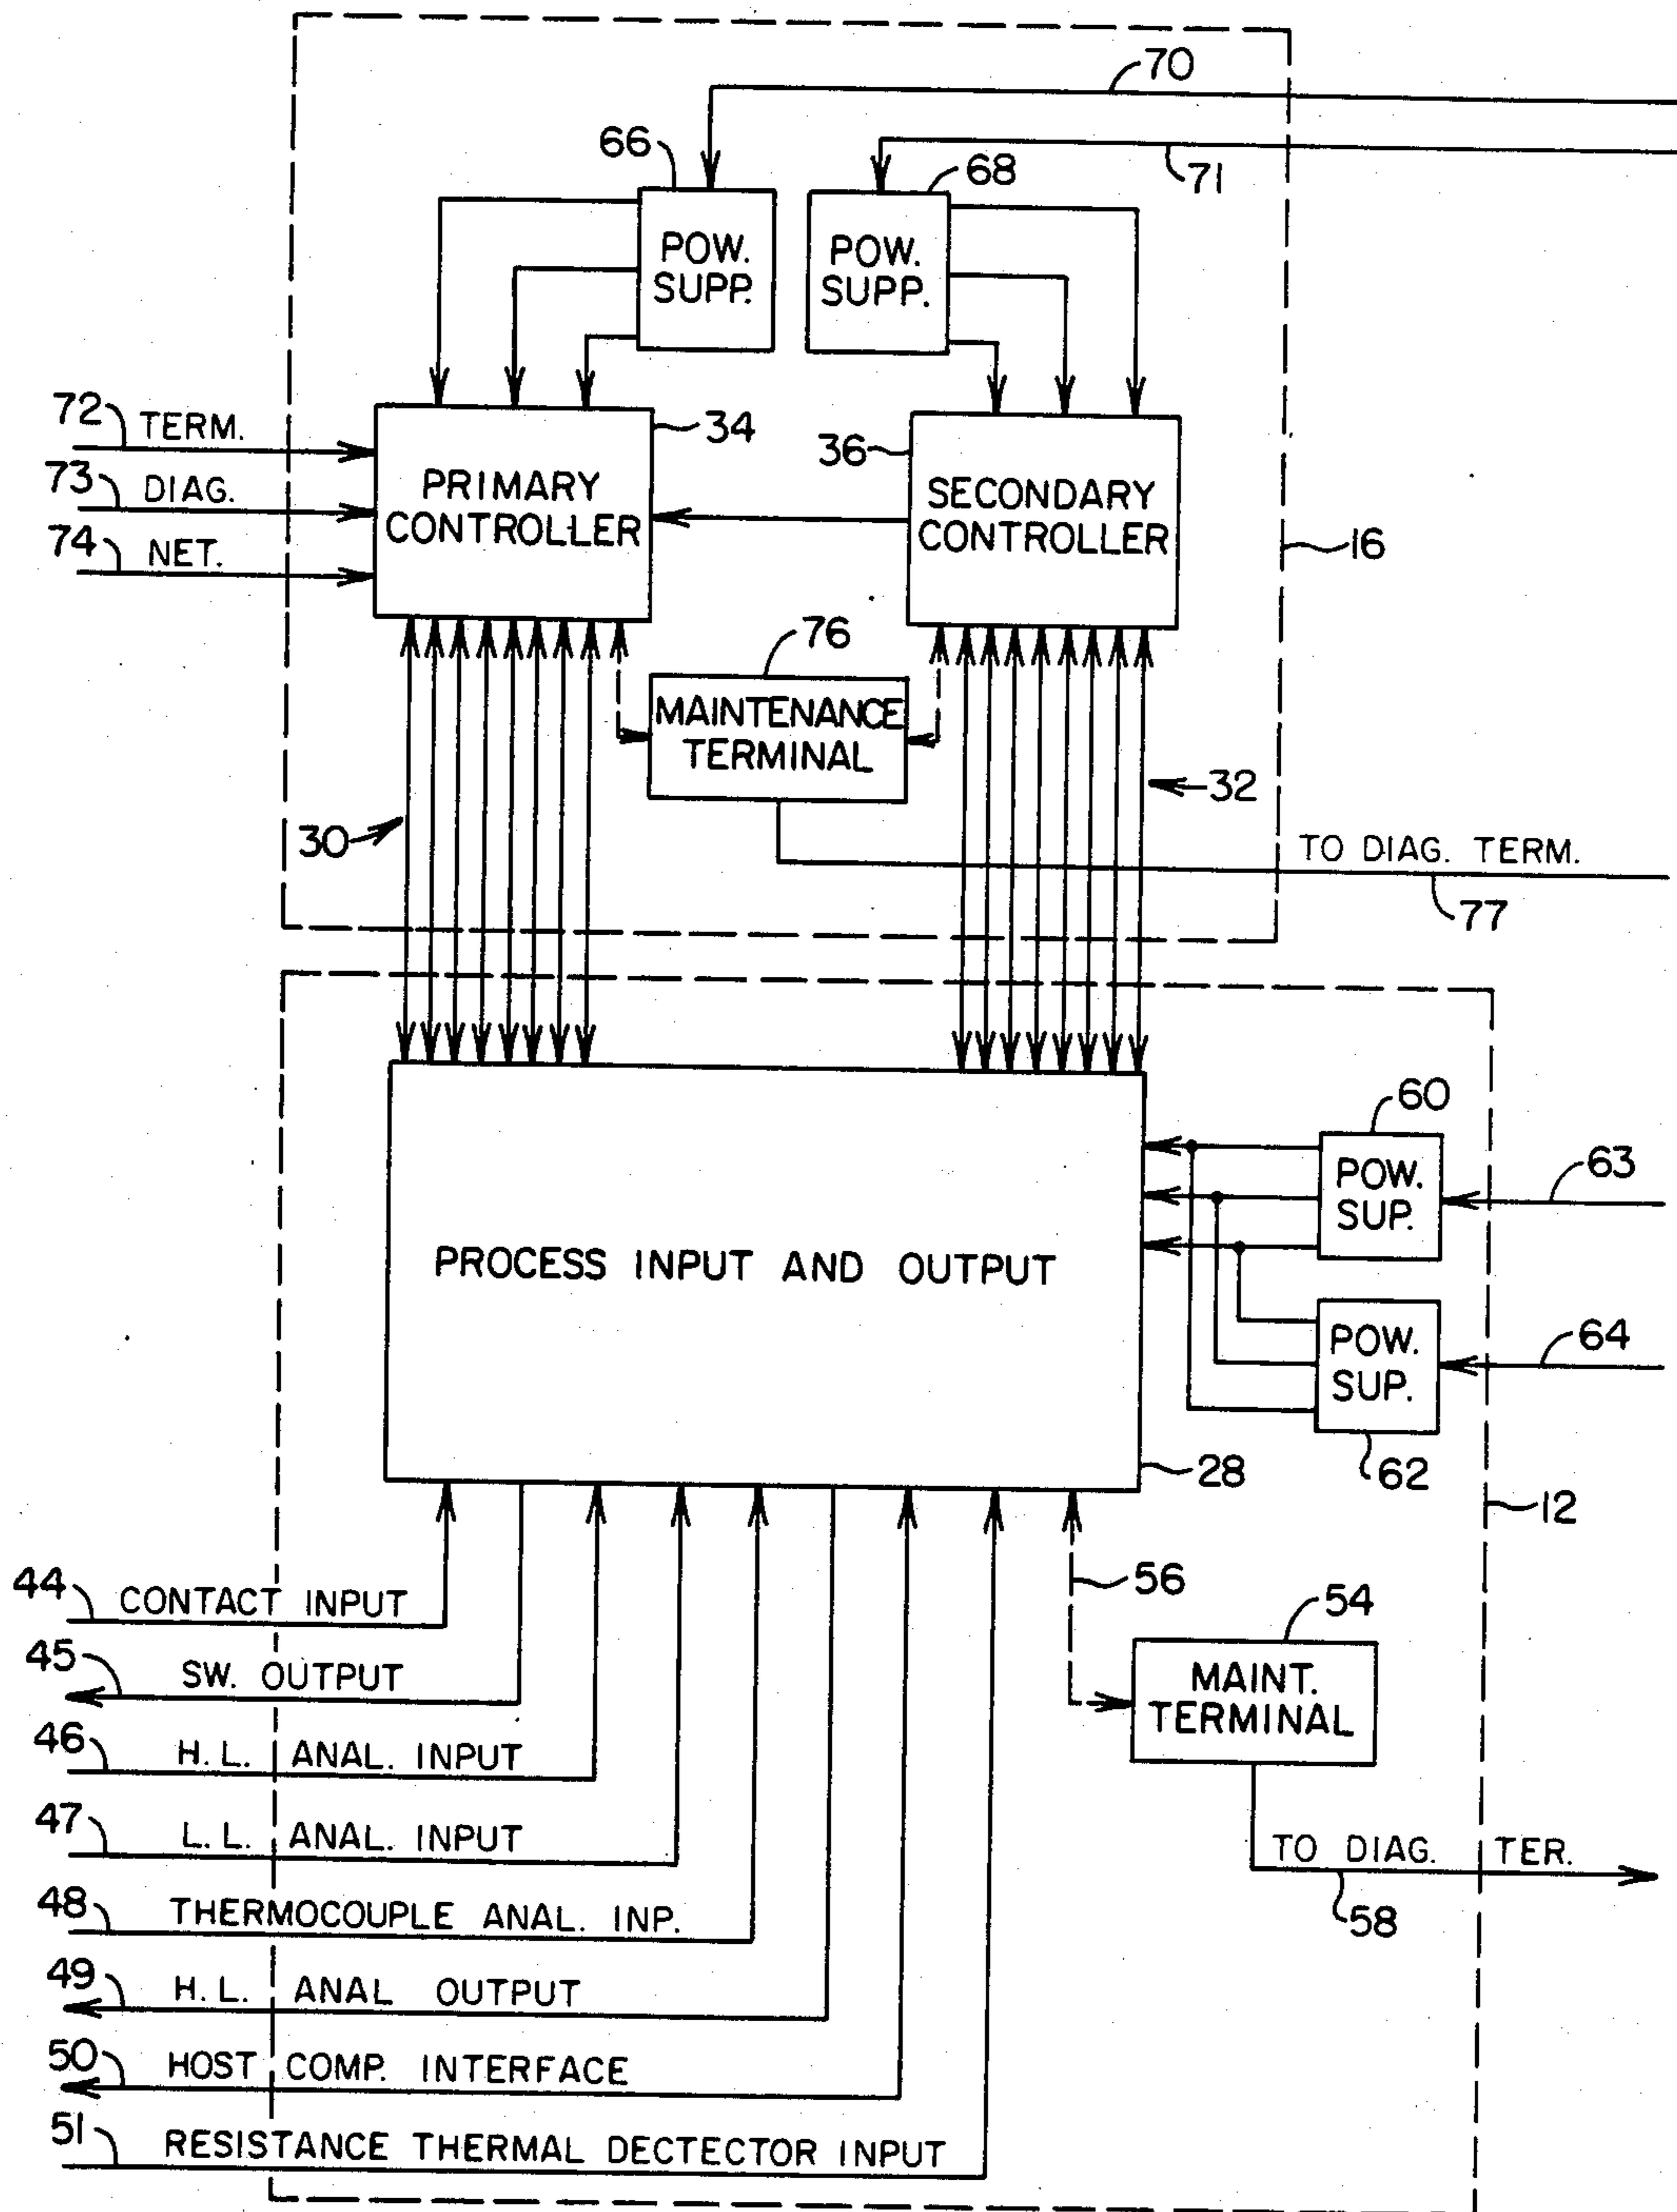 70
66
68
71
POW.
SUPP.
POW.
SUPP.
72
TERM.
34
36
73
DIAG.
PRIMARY
CONTROLLER
SECONDARY
CONTROLLER
74
NET.
16
76
MAINTENANCE
TERMINAL
30
32
TO DIAG. TERM.
77
60
POW.
SUP.
63
PROCESS INPUT AND OUTPUT
POW.
SUP.
64
28
62
12
44
CONTACT INPUT
56
54
45
SW. OUTPUT
MAINT.
TERMINAL
46
H. L. ANAL. INPUT
47
L. L. ANAL. INPUT
TO DIAG. TER.
58
48
THERMOCOUPLE ANAL. INP.
49
H. L. ANAL OUTPUT
50
HOST COMP. INTERFACE
51
RESISTANCE THERMAL DECTECTOR INPUT